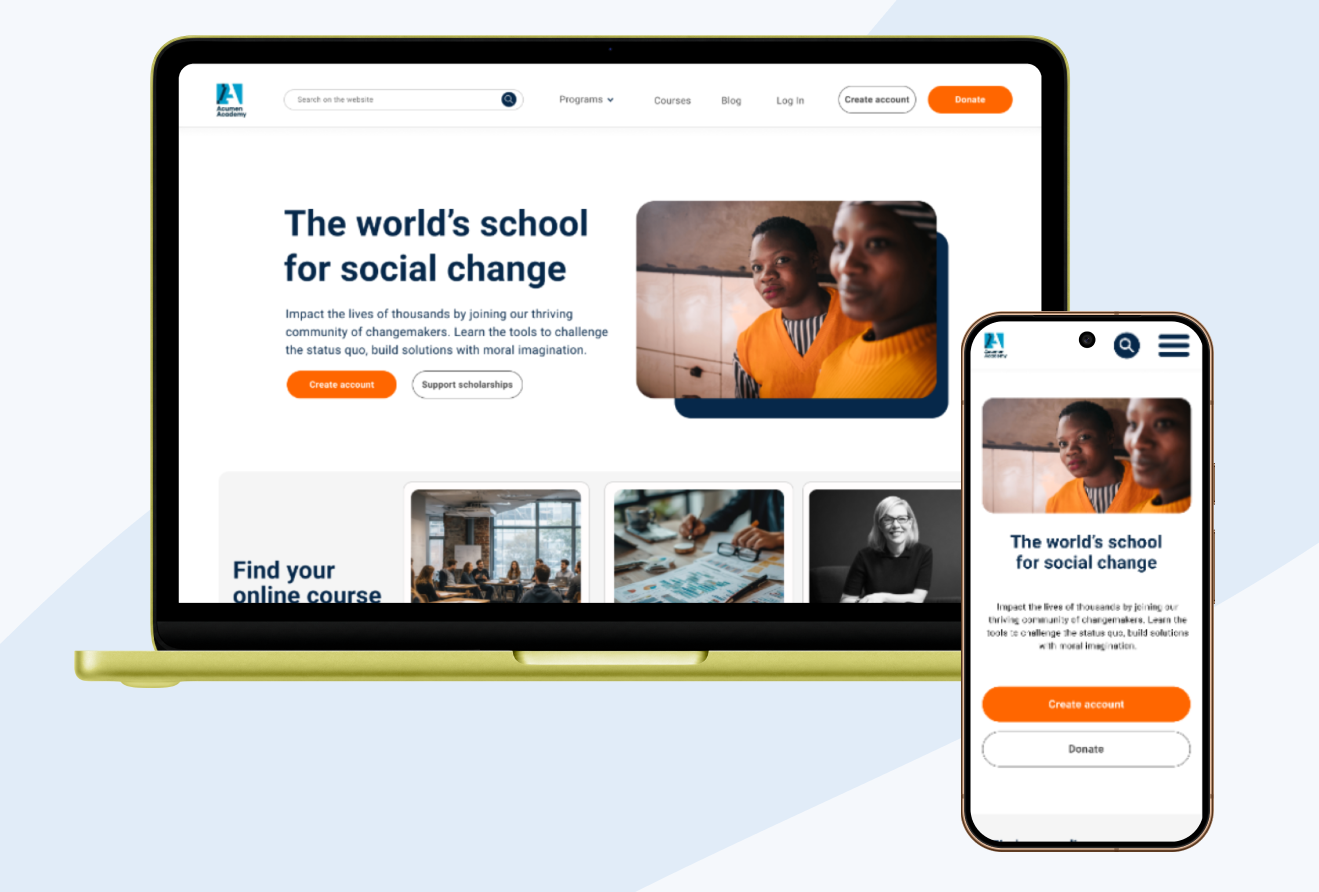 Acumen
Academy
Search on the website
Programs
Courses
Blog
Log In
Create account
Donate
The world’s school
for social change
Impact the lives of thousands by joining our thriving
community of changemakers. Learn the tools to challenge
the status quo, build solutions with moral imagination.
Create account
Support scholarships
Find your
online course
Acumen
Academy
The world’s school
for social change
Impact the lives of thousands by joining our
thriving community of changemakers. Learn the
tools to challenge the status quo, build solutions
with moral imagination.
Create account
Donate